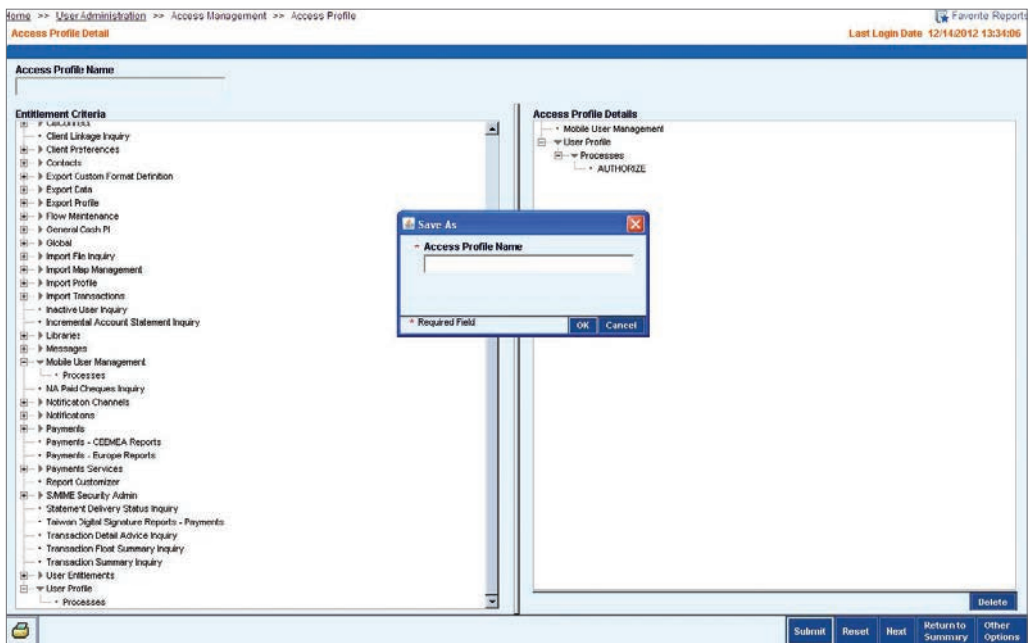 Home >> User Administration >> Access Management >> Access Profile
Favorite Reports
Access Profile Detail
Last Login Date 12/14/2012 13:34:06
Access Profile Name
Entitlement Criteria
Client Linkage Inquiry
Client Preferences
Contacts
Export Custom Format Definition
Export Data
Export Profile
Flow Maintenance
General Cash PI
Global
Import File Inquiry
Import Map Management
Import Profile
Import Transactions
Inactive User Inquiry
Incremental Account Statement Inquiry
Libraries
Messages
Mobile User Management
Processes
NA Paid Cheques Inquiry
Notification Channels
Notifications
Payments
Payments - CEEMEA Reports
Payments - Europe Reports
Payments Services
Report Customizer
S/MIME Security Admin
Statement Delivery Status Inquiry
Taiwan Digital Signature Reports - Payments
Transaction Detail Advice Inquiry
Transaction Float Summary Inquiry
Transaction Summary Inquiry
User Entitlements
User Profile
Processes
Access Profile Details
Mobile User Management
User Profile
Processes
AUTHORIZE
Save As
* Access Profile Name
* Required Field
OK Cancel
Delete
Submit Reset Next Return to Summary Other Options